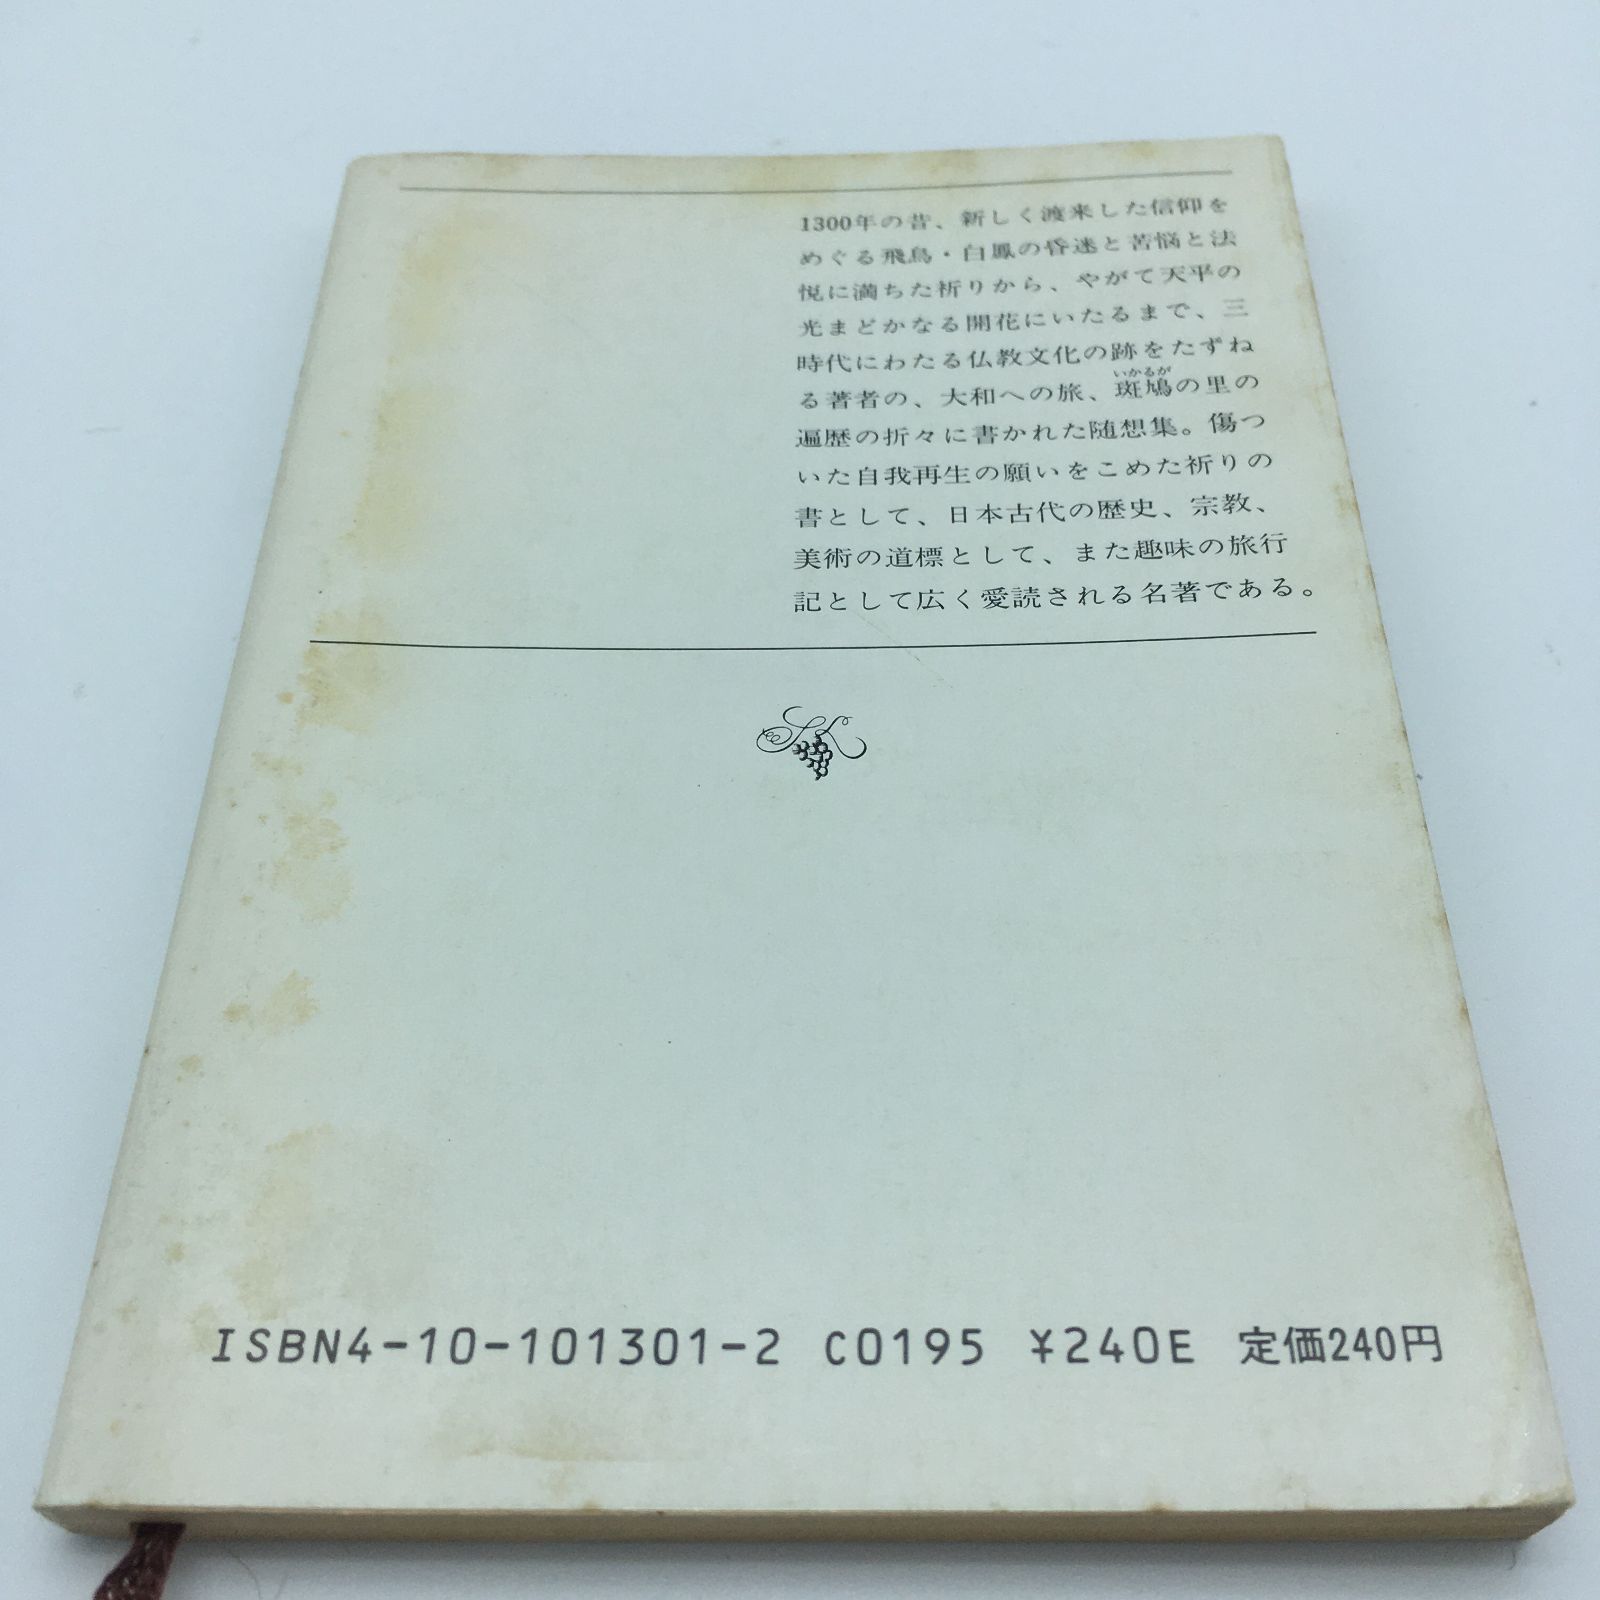 1300年の昔、新しく渡来した信仰を
めぐる飛鳥・白鳳の昏迷と苦悩と法
悦に満ちた祈りから、やがて天平の
光まどかなる開花にいたるまで、三
時代にわたる仏教文化の跡をたずね
いかるが
る著者の、大和への旅、斑鳩の里の
遍歴の折々に書かれた随想集。傷つ
いた自我再生の願いをこめた祈りの
書として、日本古代の歴史、宗教、
美術の道標として、また趣味の旅行
記として広く愛読される名著である。
SK
ISBN4-10-101301-2 C0195 ¥240E 定価240円